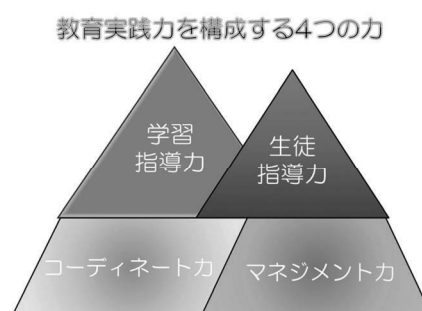 教育実践力を構成する4つの力
学習
指導力
生徒
指導力
コーディネート力
マネジメント力